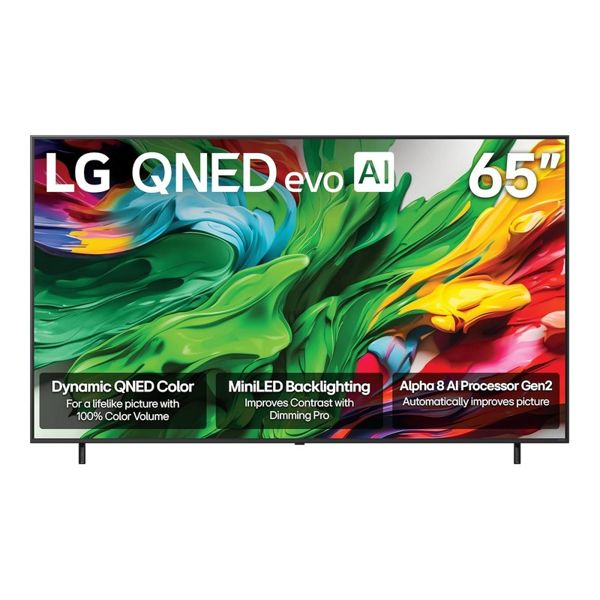 LG QNED evo AI 65"
Dynamic QNED Color
For a lifelike picture with
100% Color Volume
MiniLED Backlighting
Improves Contrast with
Dimming Pro
Alpha 8 AI Processor Gen2
Automatically improves picture